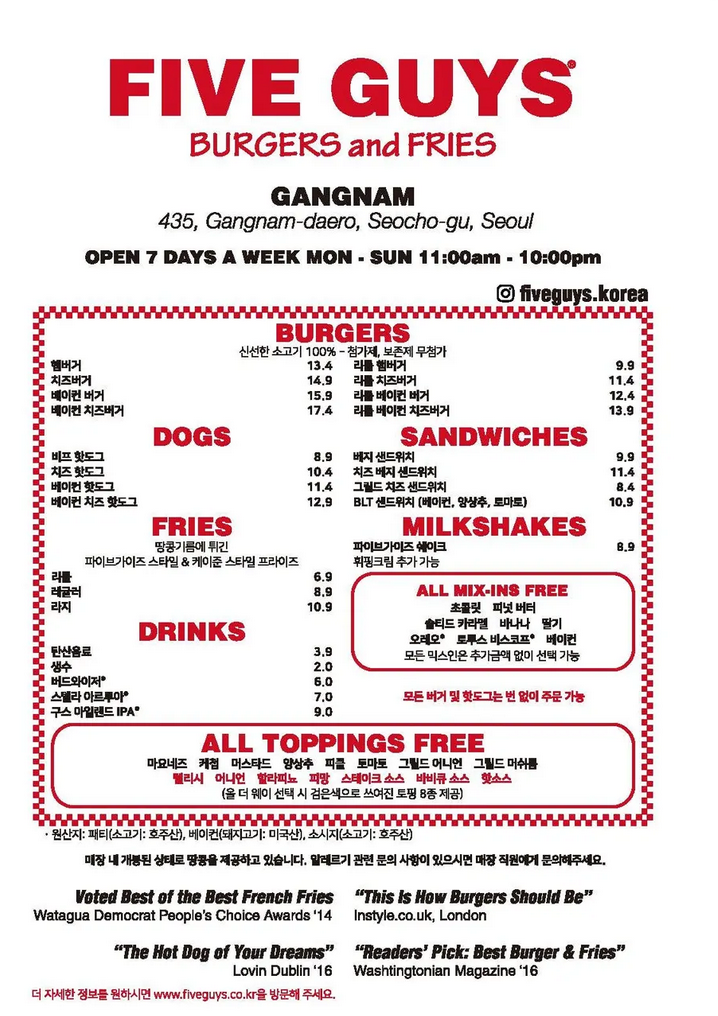 FIVE GUYS®
BURGERS and FRIES
GANGNAM
435, Gangnam-daero, Seocho-gu, Seoul
OPEN 7 DAYS A WEEK MON - SUN 11:00am - 10:00pm
fiveguys.korea
BURGERS
신선한 소고기 100% – 첨가제, 보존제 무첨가
햄버거 13.4
치즈버거 14.9
베이컨 버거 15.9
베이컨 치즈버거 17.4
리틀 햄버거 9.9
리틀 치즈버거 11.4
리틀 베이컨 버거 12.4
리틀 베이컨 치즈버거 13.9
DOGS
비프 핫도그 8.9
치즈 핫도그 10.4
베이컨 핫도그 11.4
베이컨 치즈 핫도그 12.9
SANDWICHES
베지 샌드위치 9.9
치즈 베지 샌드위치 11.4
그릴드 치즈 샌드위치 8.4
BLT 샌드위치 (베이컨, 양상추, 토마토) 10.9
FRIES
땅콩기름에 튀긴
파이브가이즈 스타일 & 케이준 스타일 프라이즈
리틀 6.9
레귤러 8.9
라지 10.9
MILKSHAKES
파이브가이즈 쉐이크 8.9
휘핑크림 추가 가능
ALL MIX-INS FREE
초콜릿 피넛 버터
솔티드 카라멜 바나나 딸기
오레오® 로투스 비스코프® 베이컨
모든 믹스인은 추가금액 없이 선택 가능
DRINKS
탄산음료 3.9
생수 2.0
버드와이저® 6.0
스텔라 아르투아® 7.0
구스 아일랜드 IPA® 9.0
모든 버거 및 핫도그는 번 없이 주문 가능
ALL TOPPINGS FREE
마요네즈 케첩 머스타드 양상추 피클 토마토 그릴드 어니언 그릴드 머쉬룸
렐리시 어니언 할라피뇨 피망 스테이크 소스 바비큐 소스 핫소스
(올 더 웨이 선택 시 검은색으로 쓰여진 토핑 8종 제공)
· 원산지: 패티(소고기: 호주산), 베이컨(돼지고기: 미국산), 소시지(소고기: 호주산)
매장 내 개봉된 상태로 땅콩을 제공하고 있습니다. 알레르기 관련 문의 사항이 있으시면 매장 직원에게 문의해주세요.
Voted Best of the Best French Fries
Watagua Democrat People's Choice Awards '14
"This Is How Burgers Should Be"
Instyle.co.uk, London
"The Hot Dog of Your Dreams"
Lovin Dublin '16
"Readers' Pick: Best Burger & Fries"
Washtingtonian Magazine '16
더 자세한 정보를 원하시면 www.fiveguys.co.kr을 방문해 주세요.